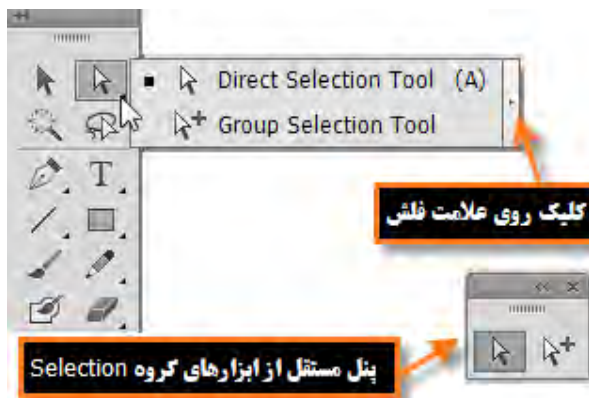 Direct Selection Tool (A)
Group Selection Tool
کلیک روی علامت فلش
پنل مستقل از ابزارهای گروه Selection